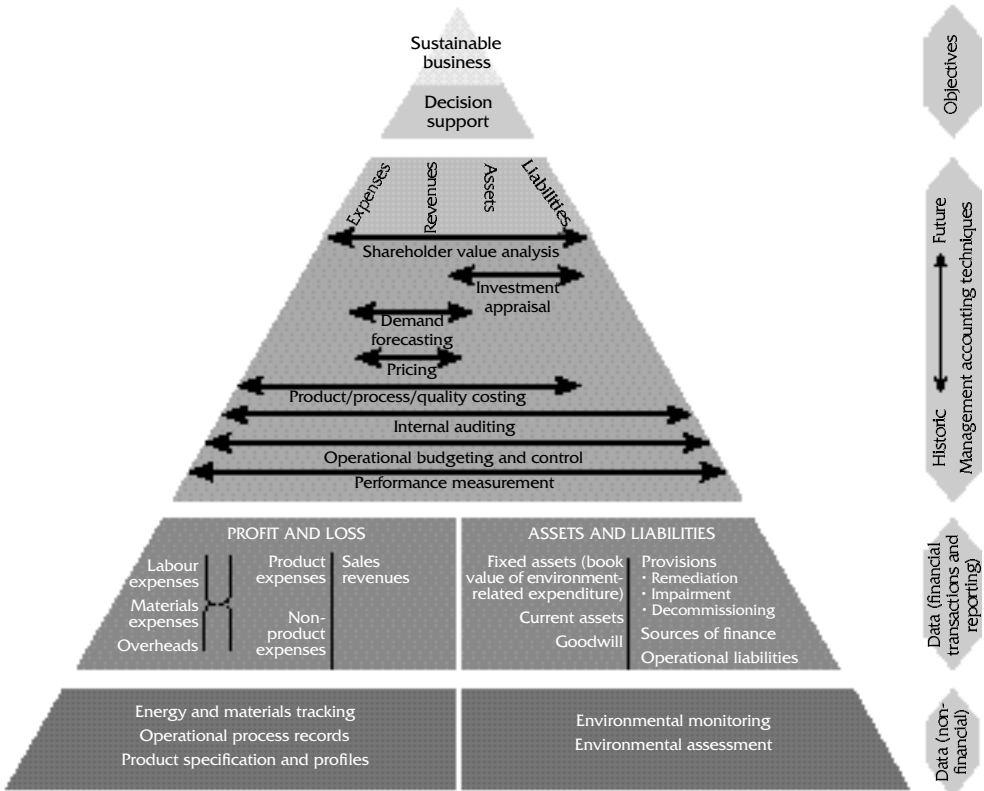 Sustainable
business
Decision
support
Expenses
Revenues
Assets
Liabilities
Shareholder value analysis
Investment
appraisal
Demand
forecasting
Pricing
Product/process/quality costing
Internal auditing
Operational budgeting and control
Performance measurement
PROFIT AND LOSS
Labour
expenses
Materials
expenses
Overheads
Product
expenses
Non-
product
expenses
Sales
revenues
ASSETS AND LIABILITIES
Fixed assets (book
value of environment-
related expenditure)
Current assets
Goodwill
Provisions
· Remediation
· Impairment
· Decommissioning
Sources of finance
Operational liabilities
Energy and materials tracking
Operational process records
Product specification and profiles
Environmental monitoring
Environmental assessment
Objectives
Historic
Future
Management accounting techniques
Data (financial
transactions and
reporting)
Data (non-
financial)